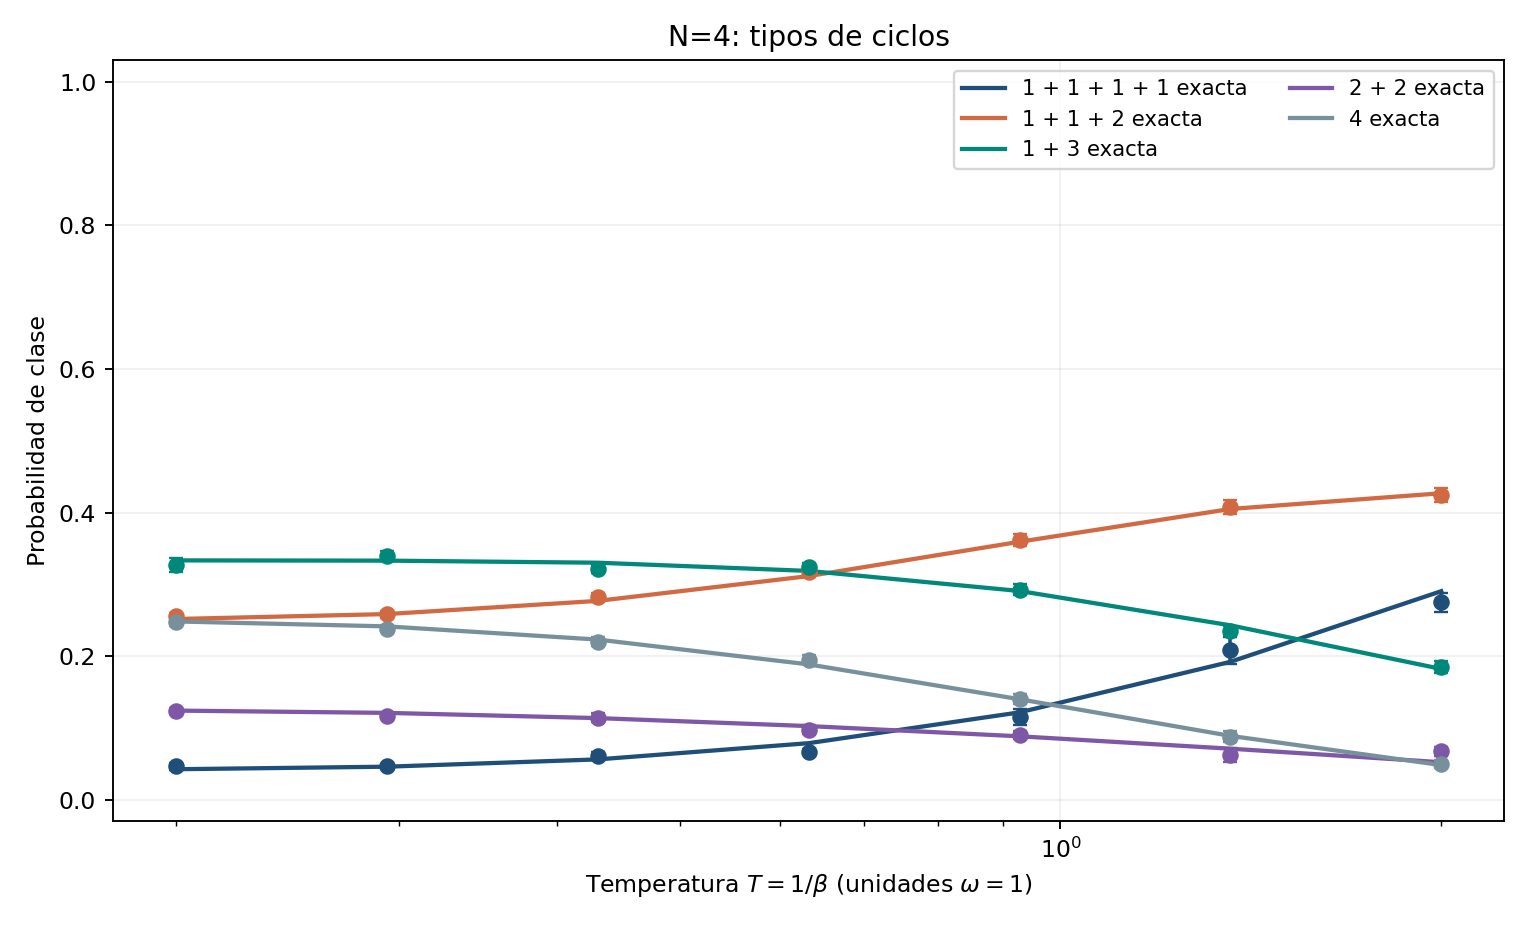 N=4: tipos de ciclos
1 + 1 + 1 + 1 exacta
1 + 1 + 2 exacta
1 + 3 exacta
2 + 2 exacta
4 exacta
Probabilidad de clase
1.0
0.8
0.6
0.4
0.2
0.0
10⁰
Temperatura T = 1/β (unidades ω = 1)